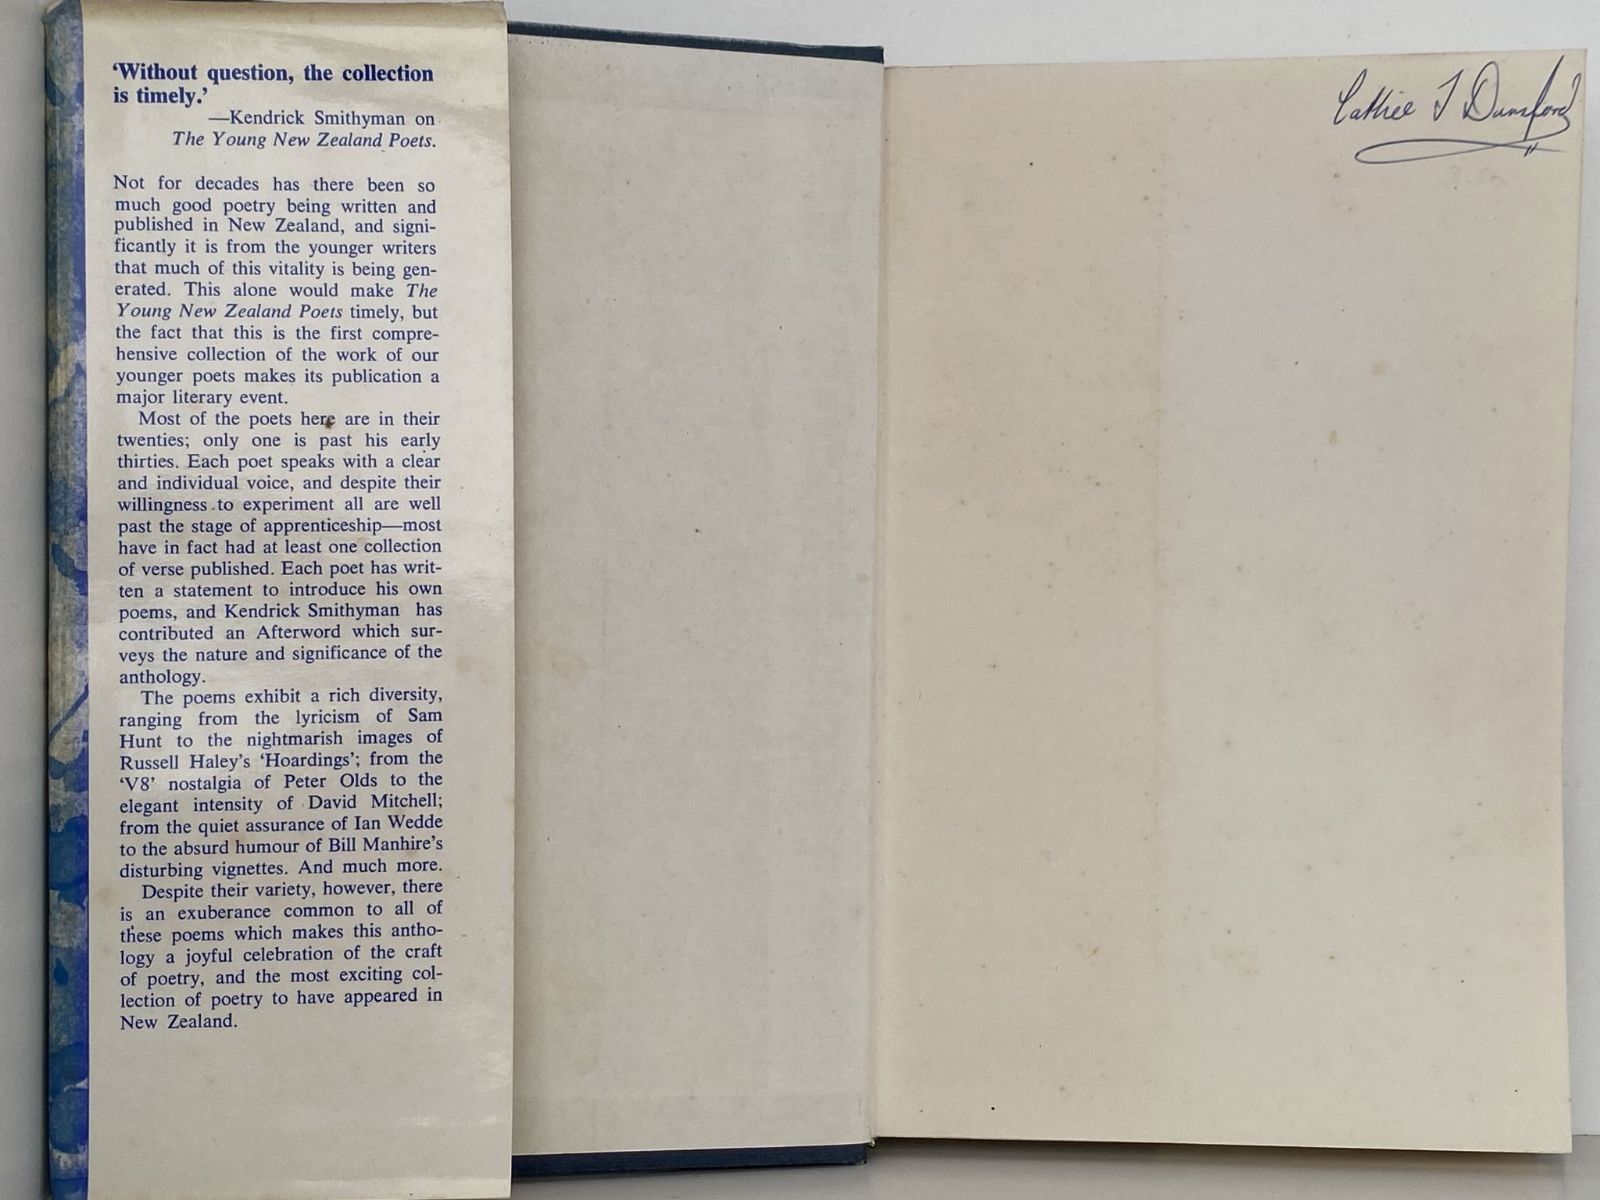 ‘Without question, the collection
is timely.’
—Kendrick Smithyman on
The Young New Zealand Poets.
Not for decades has there been so
much good poetry being written and
published in New Zealand, and signi-
ficantly it is from the younger writers
that much of this vitality is being gen-
erated. This alone would make The
Young New Zealand Poets timely, but
the fact that this is the first compre-
hensive collection of the work of our
younger poets makes its publication a
major literary event.
Most of the poets here are in their
twenties; only one is past his early
thirties. Each poet speaks with a clear
and individual voice, and despite their
willingness to experiment all are well
past the stage of apprenticeship—most
have in fact had at least one collection
of verse published. Each poet has writ-
ten a statement to introduce his own
poems, and Kendrick Smithyman has
contributed an Afterword which sur-
veys the nature and significance of the
anthology.
The poems exhibit a rich diversity,
ranging from the lyricism of Sam
Hunt to the nightmarish images of
Russell Haley’s ‘Hoardings’; from the
‘V8’ nostalgia of Peter Olds to the
elegant intensity of David Mitchell;
from the quiet assurance of Ian Wedde
to the absurd humour of Bill Manhire’s
disturbing vignettes. And much more.
Despite their variety, however, there
is an exuberance common to all of
these poems which makes this antho-
logy a joyful celebration of the craft
of poetry, and the most exciting col-
lection of poetry to have appeared in
New Zealand.
Cathie T Dunsford